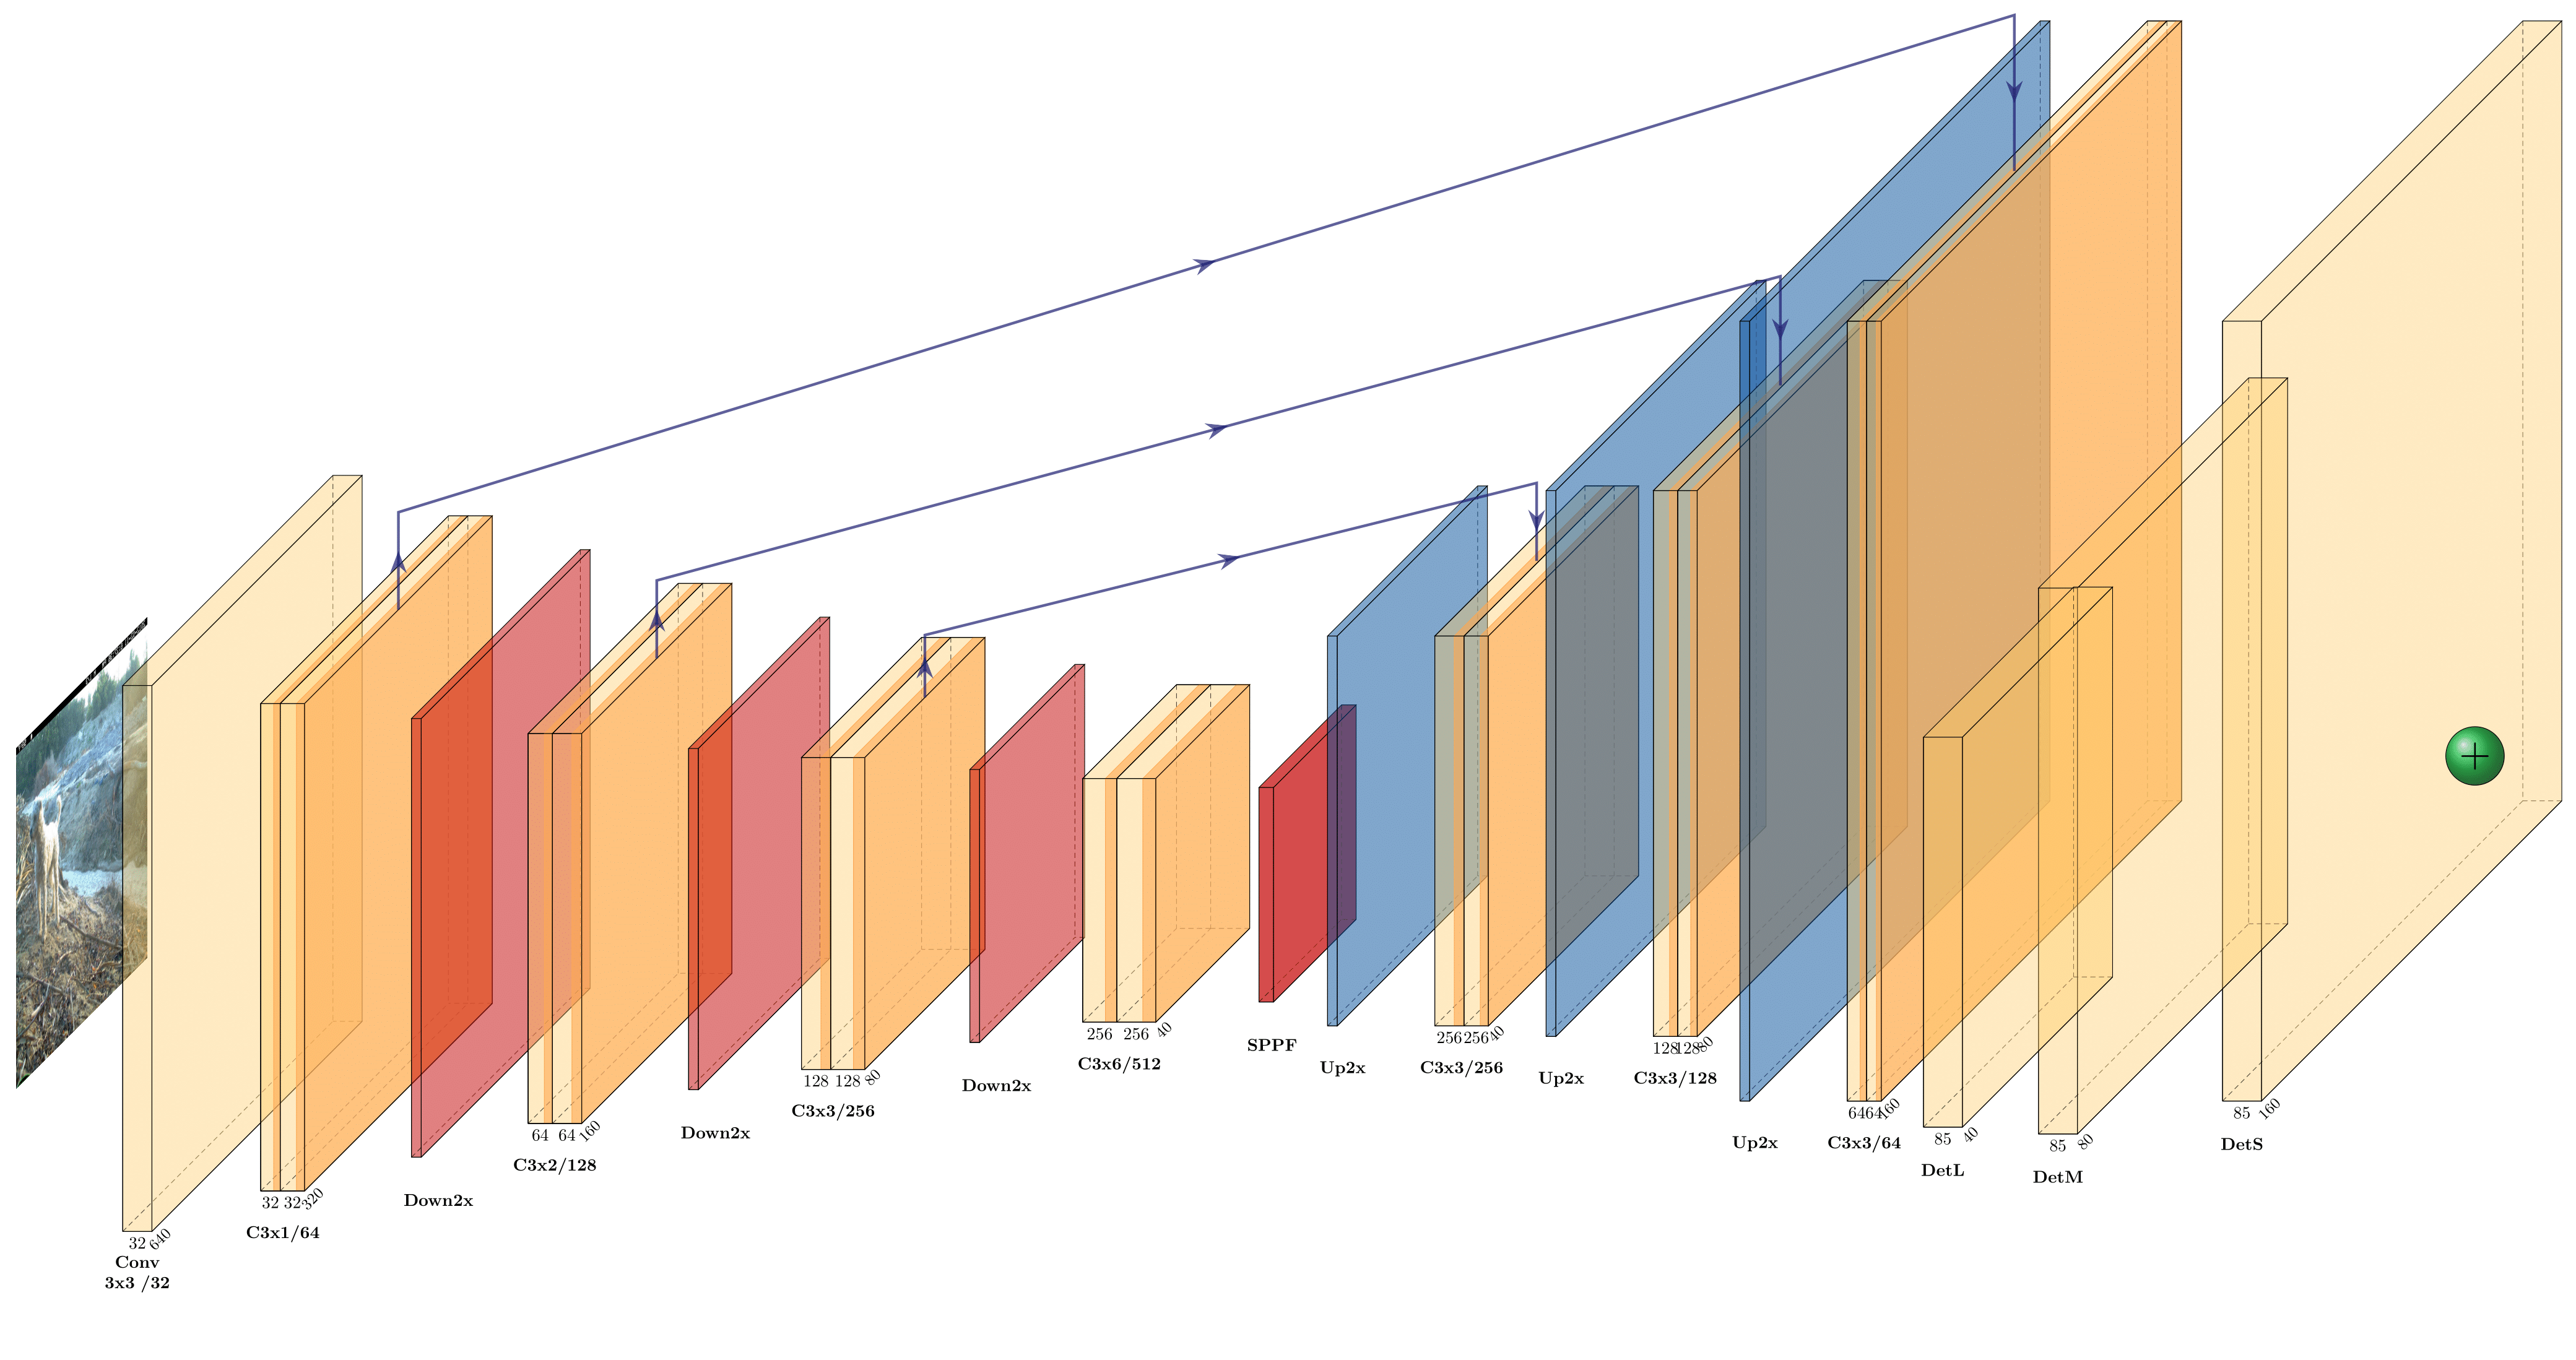 32 640
Conv
3x3 /32
32 32 320
C3x1/64
Down2x
64 64 160
C3x2/128
Down2x
128 128 80
C3x3/256
Down2x
256 256 40
C3x6/512
SPPF
Up2x
256 256 40
C3x3/256
Up2x
128 128 80
C3x3/128
Up2x
64 64 160
C3x3/64
85 40
DetL
85 80
DetM
85 160
DetS
+